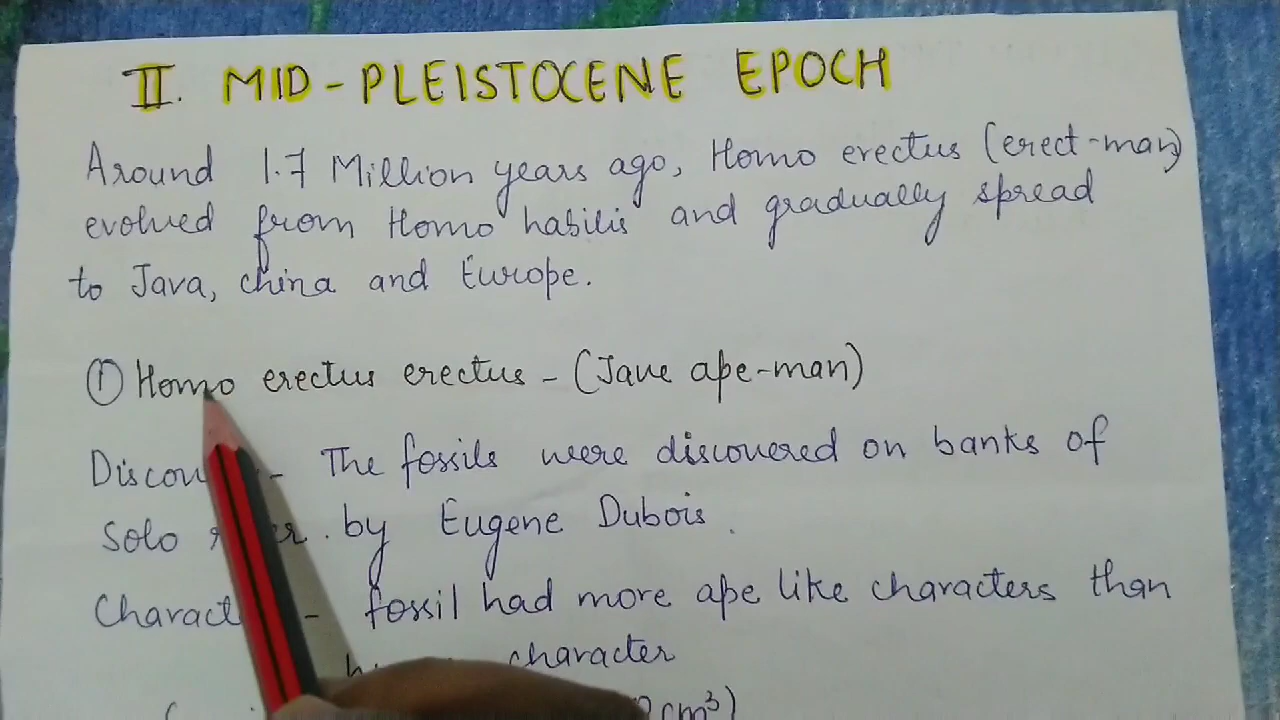 II. MID-PLEISTOCENE EPOCH
Around 1.7 Million years ago, Homo erectus (erect-man)
evolved from Homo habilis and gradually spread
to Java, china and Europe.
① Homo erectus erectus - (Jave ape-man)
- The fossils were discovered on banks of
Solo by Eugene Dubois.
- fossil had more ape like characters than
character
cm³)